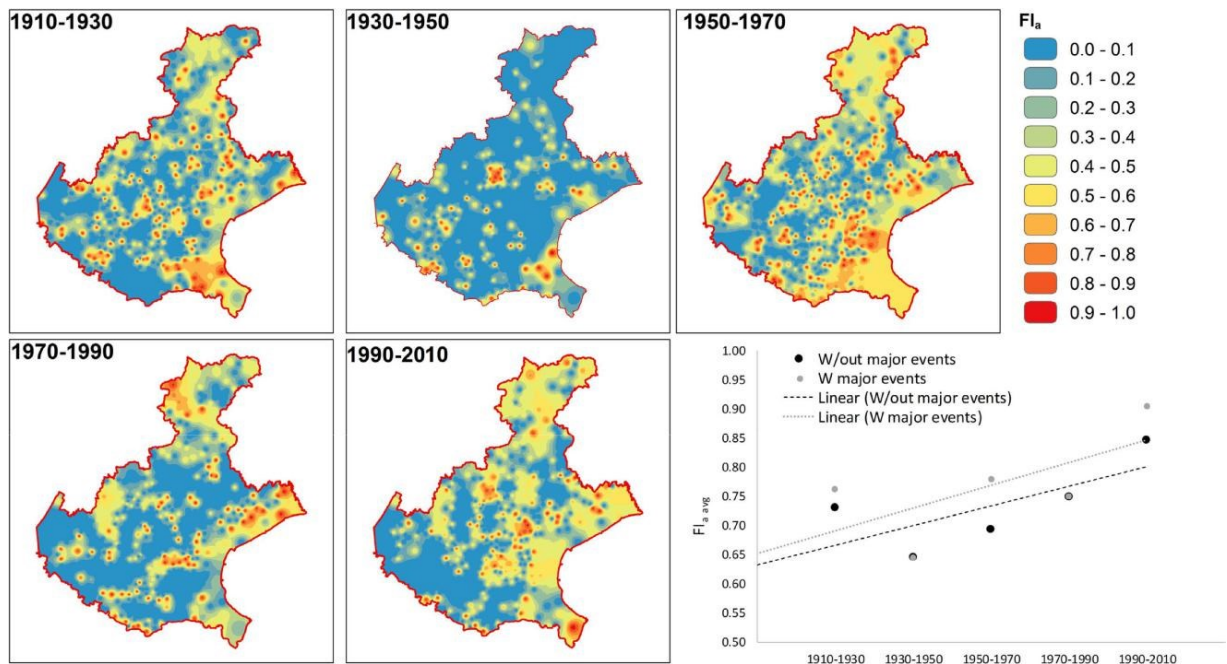 1910-1930
1930-1950
1950-1970
FIa
0.0 - 0.1
0.1 - 0.2
0.2 - 0.3
0.3 - 0.4
0.4 - 0.5
0.5 - 0.6
0.6 - 0.7
0.7 - 0.8
0.8 - 0.9
0.9 - 1.0
1970-1990
1990-2010
W/out major events
W major events
Linear (W/out major events)
Linear (W major events)
FIa avg
1.00
0.95
0.90
0.85
0.80
0.75
0.70
0.65
0.60
0.55
0.50
1910-1930 1930-1950 1950-1970 1970-1990 1990-2010